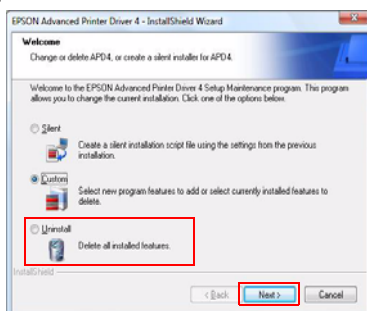 EPSON Advanced Printer Driver 4 - InstallShield Wizard
Welcome
Change or delete APD4, or create a silent installer for APD4.
Welcome to the EPSON Advanced Printer Driver 4 Setup Maintenance program. This program
allows you to change the current installation. Click one of the options below.
Silent
Create a silent installation script file using the settings from the previous
installation.
Custom
Select new program features to add or select currently installed features to
delete.
Uninstall
Delete all installed features.
InstallShield
< Back
Next >
Cancel